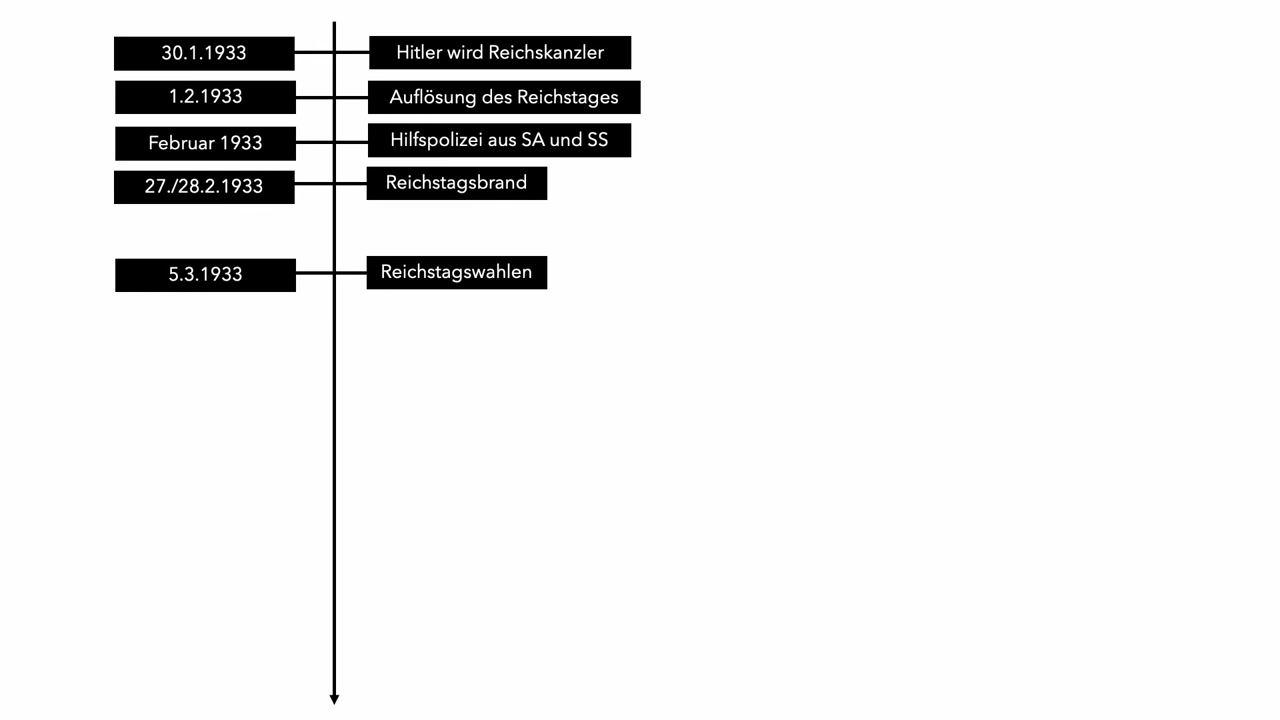 30.1.1933
Hitler wird Reichskanzler
1.2.1933
Auflösung des Reichstages
Februar 1933
Hilfspolizei aus SA und SS
27./28.2.1933
Reichstagsbrand
5.3.1933
Reichstagswahlen